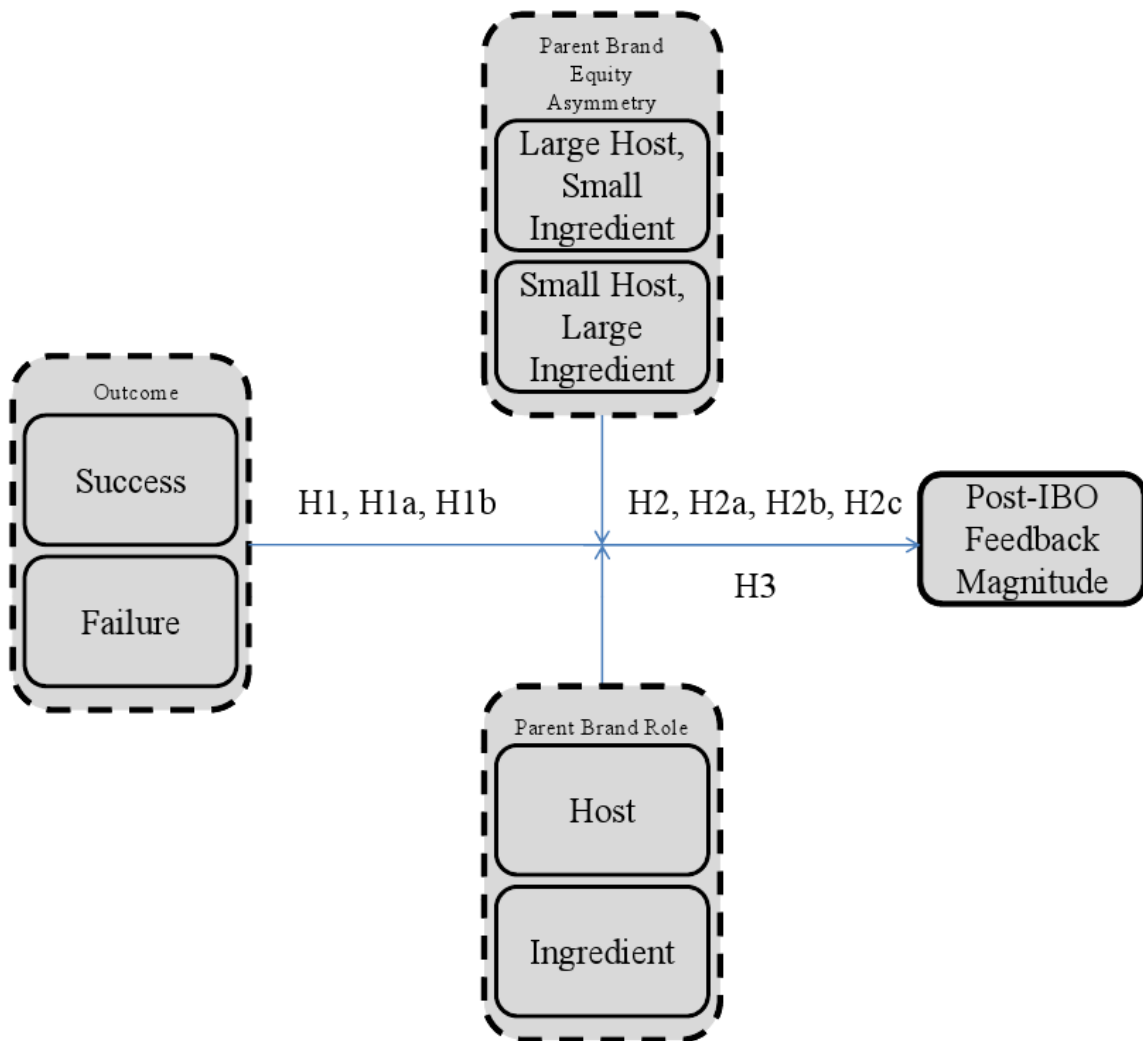 Parent Brand
Equity
Asymmetry
Large Host,
Small
Ingredient
Small Host,
Large
Ingredient
Outcome
Success
Failure
H1, H1a, H1b
H2, H2a, H2b, H2c
H3
Post-IBO
Feedback
Magnitude
Parent Brand Role
Host
Ingredient